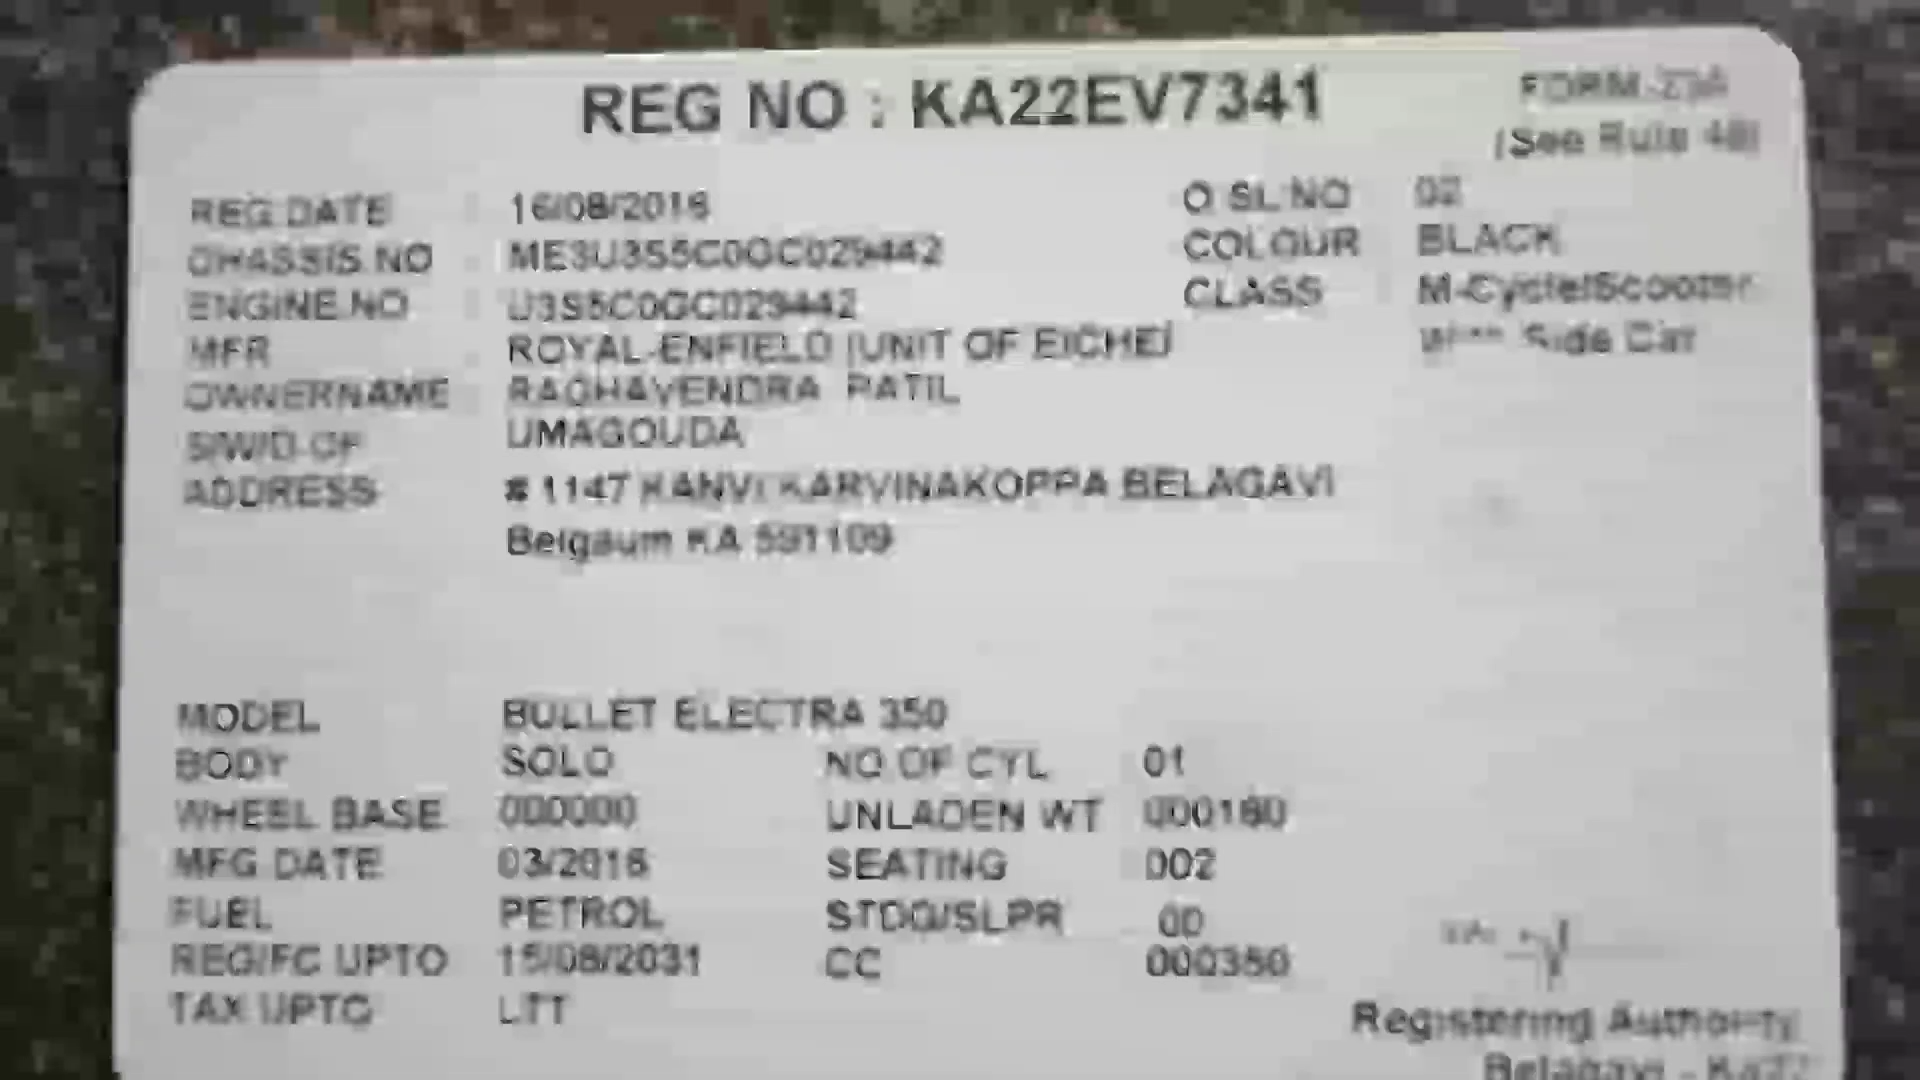 REG NO : KA22EV7341
FORM-23A
(See Rule 48)
REG.DATE : 16/08/2016 O.SL.NO : 02
CHASSIS.NO : ME3U3S5C0GC029442 COLOUR : BLACK
ENGINE.NO : U3S5C0GC029442 CLASS : M-Cycle/Scooter
With Side Car
MFR : ROYAL-ENFIELD (UNIT OF EICHE)
OWNERNAME : RAGHAVENDRA PATIL
S/W/D-OF UMAGOUDA
ADDRESS # 1147 KARVINAKOPPA BELAGAVI
Belgaum KA 591109
MODEL BULLET ELECTRA 350
BODY SOLO NO.OF CYL 01
WHEEL BASE 000000 UNLADEN WT
MFG.DATE 03/2016 SEATING 002
FUEL PETROL STDG/SLPR 00
REG/FC UPTO 15/08/2031 CC 000350
TAX UPTO LTT
Registering Authority
Belagavi - Ka22